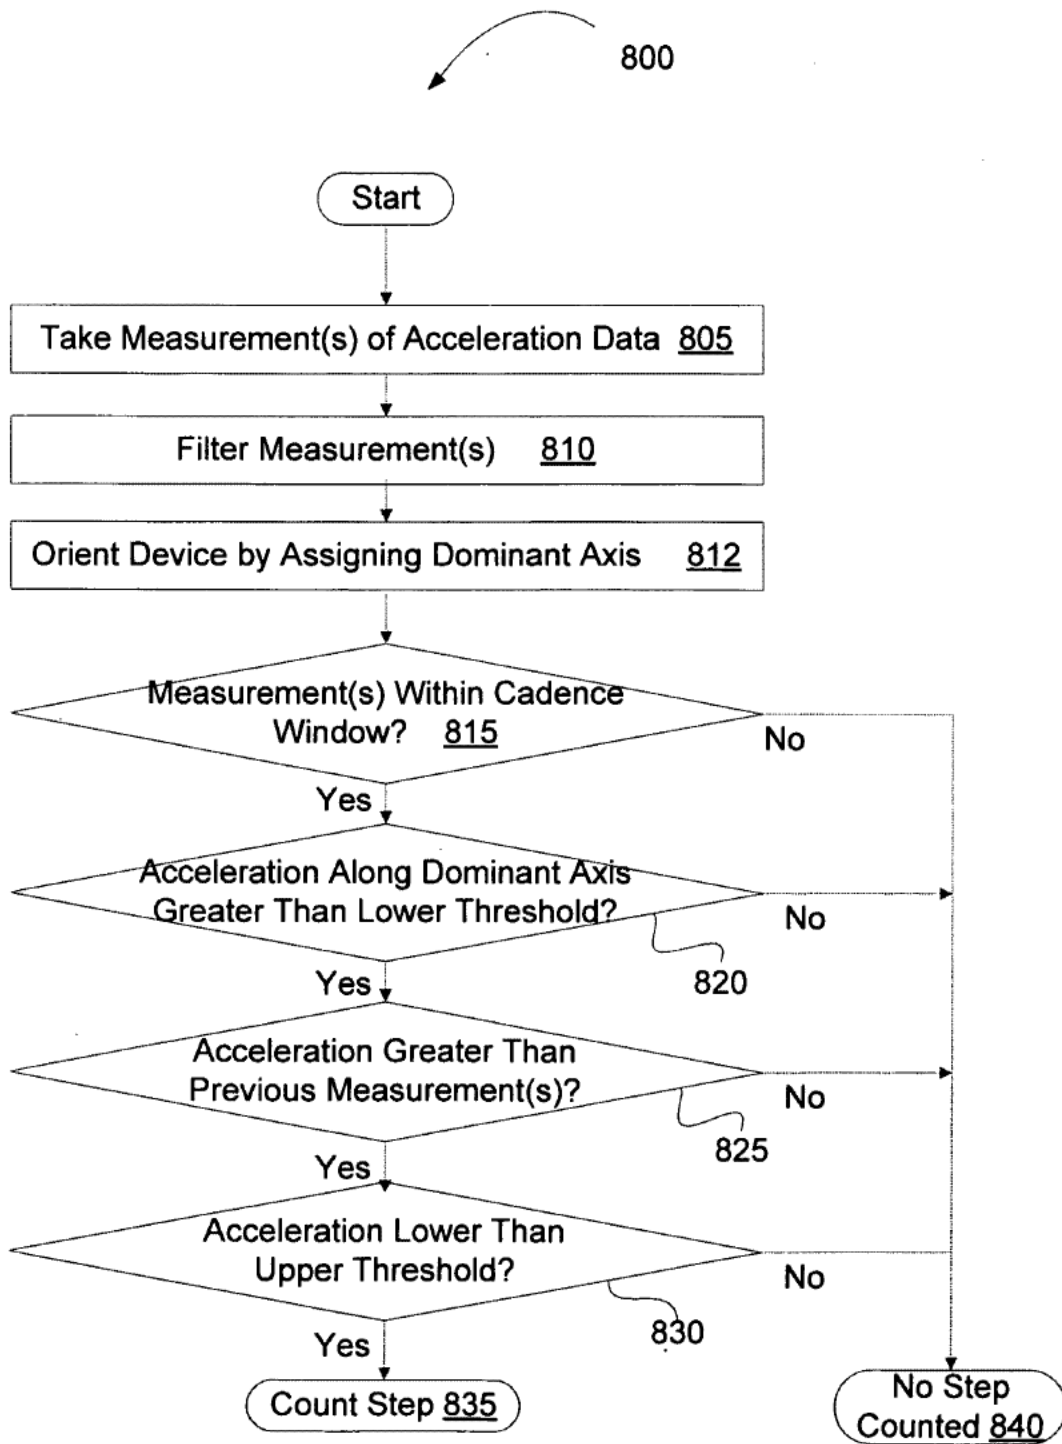 800
Start
Take Measurement(s) of Acceleration Data 805
Filter Measurement(s) 810
Orient Device by Assigning Dominant Axis 812
Measurement(s) Within Cadence
Window? 815
No
Yes
Acceleration Along Dominant Axis
Greater Than Lower Threshold?
No
820
Yes
Acceleration Greater Than
Previous Measurement(s)?
No
825
Yes
Acceleration Lower Than
Upper Threshold?
No
830
Yes
Count Step 835
No Step
Counted 840